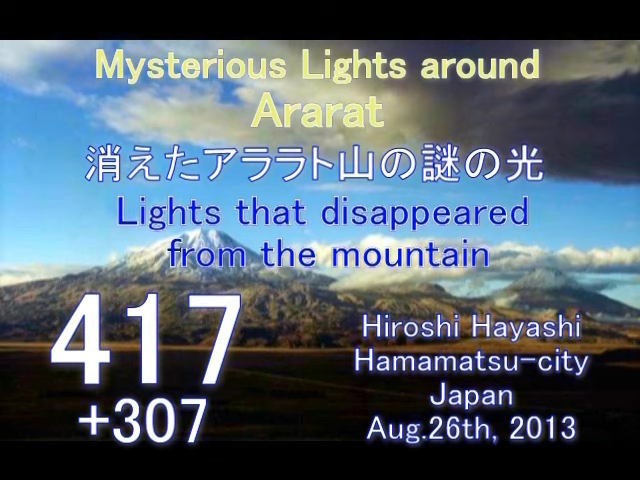 Mysterious Lights around
Ararat
消えたアララト山の謎の光
Lights that disappeared
from the mountain
417
+307
Hiroshi Hayashi
Hamamatsu-city
Japan
Aug.26th, 2013